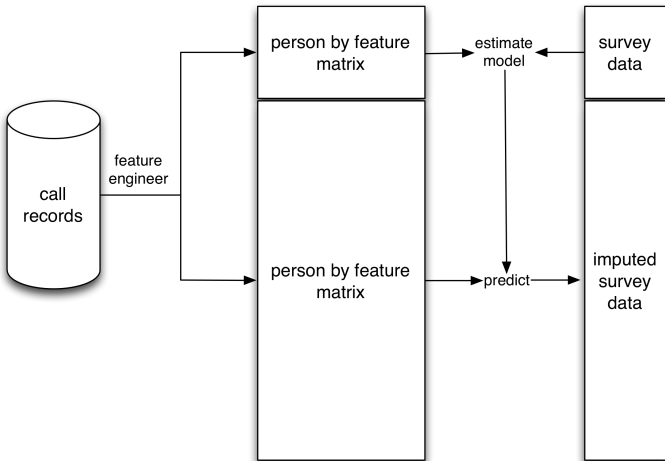 person by feature
matrix
estimate
model
survey
data
feature
engineer
call
records
person by feature
matrix
predict
imputed
survey
data